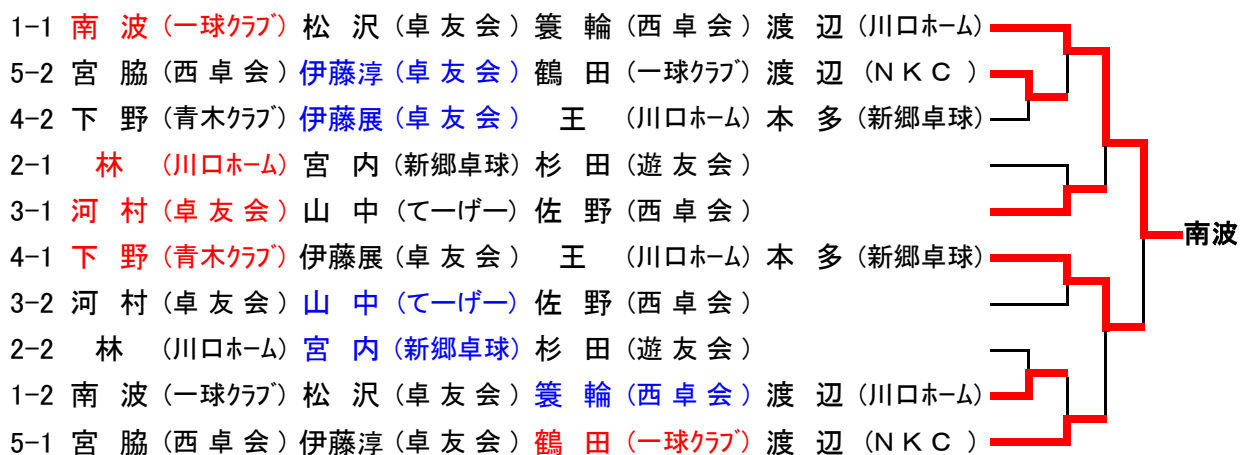 1-1 南 波 (一球クラブ) 松 沢 (卓 友 会) 簑 輪 (西 卓 会) 渡 辺 (川口ホーム)
5-2 宮 脇 (西 卓 会) 伊藤淳 (卓 友 会) 鶴 田 (一球クラブ) 渡 辺 (NKC)
4-2 下 野 (青木クラブ) 伊藤展 (卓 友 会) 王 (川口ホーム) 本 多 (新郷卓球)
2-1 林 (川口ホーム) 宮 内 (新郷卓球) 杉 田 (遊 友 会)
3-1 河 村 (卓 友 会) 山 中 (てーげー) 佐 野 (西 卓 会)
南波
4-1 下 野 (青木クラブ) 伊藤展 (卓 友 会) 王 (川口ホーム) 本 多 (新郷卓球)
3-2 河 村 (卓 友 会) 山 中 (てーげー) 佐 野 (西 卓 会)
2-2 林 (川口ホーム) 宮 内 (新郷卓球) 杉 田 (遊 友 会)
1-2 南 波 (一球クラブ) 松 沢 (卓 友 会) 簑 輪 (西 卓 会) 渡 辺 (川口ホーム)
5-1 宮 脇 (西 卓 会) 伊藤淳 (卓 友 会) 鶴 田 (一球クラブ) 渡 辺 (NKC)